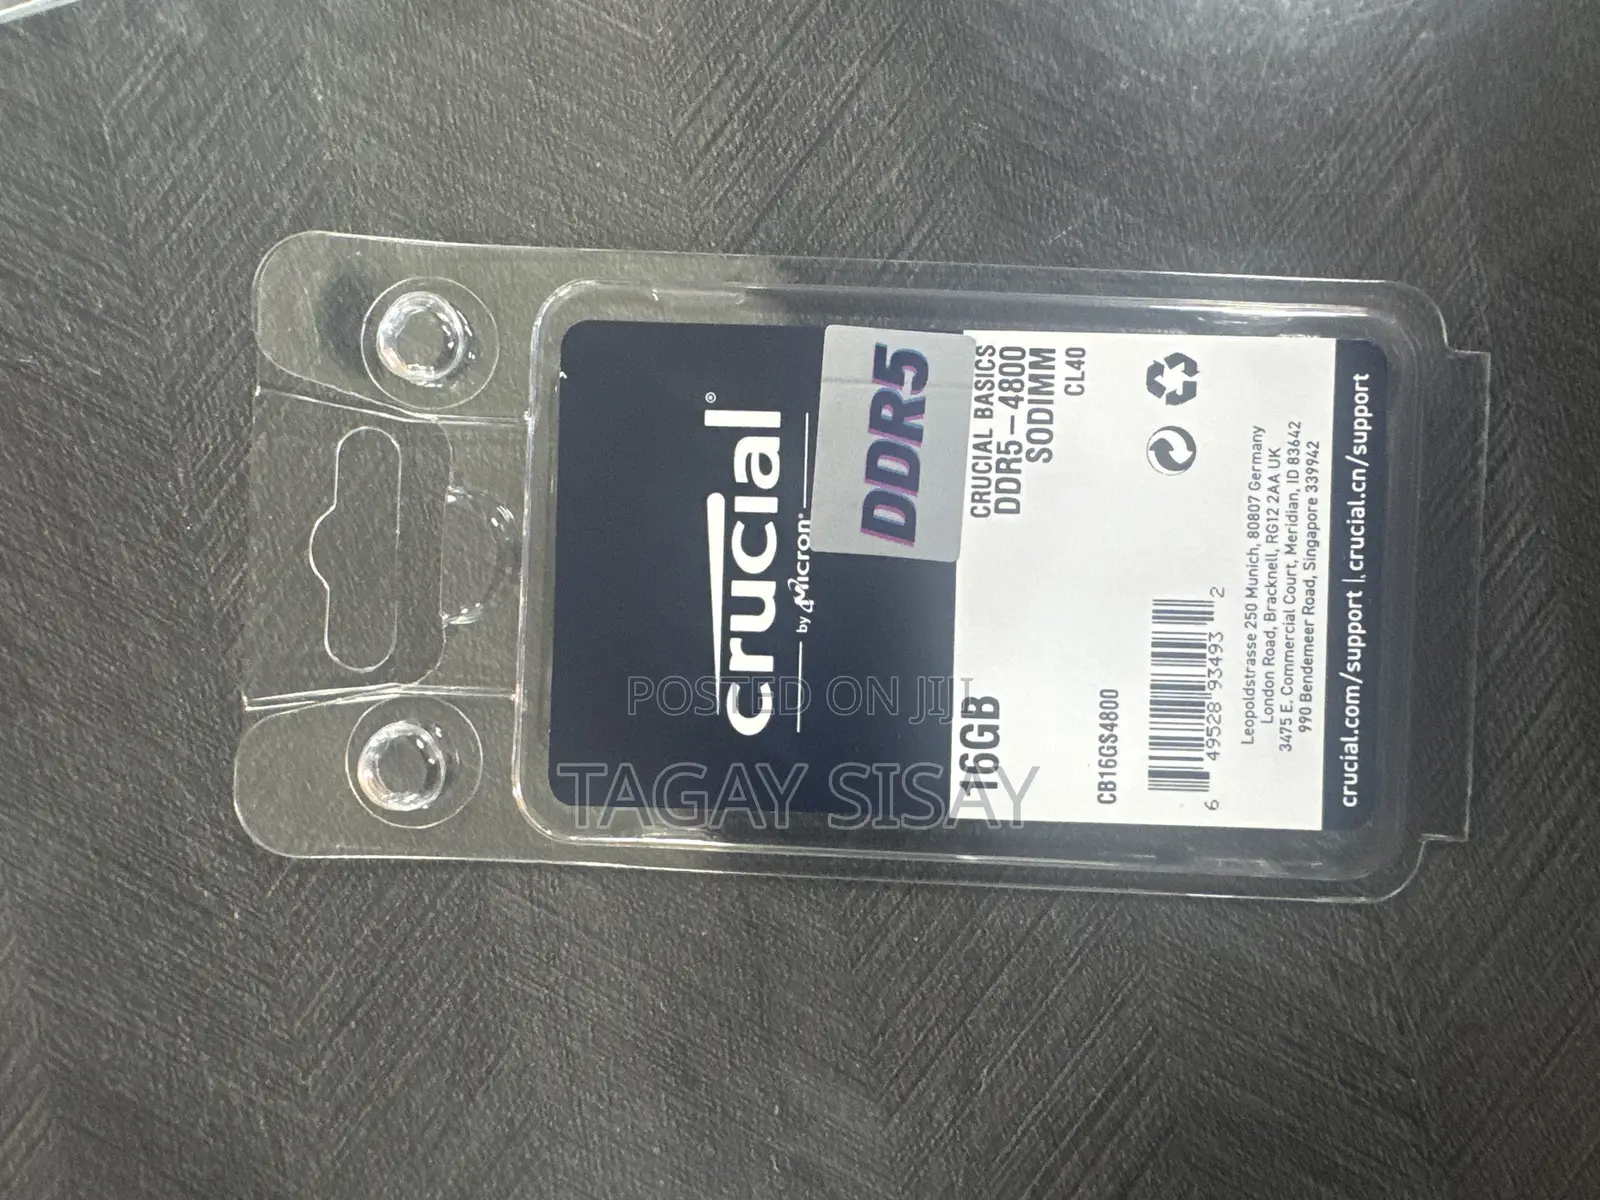 crucial®
by Micron®
DDR5
16GB
CRUCIAL BASICS
DDR5-4800
SODIMM
CL40
CB16GS4800
6 49528 93493 2
Leopoldstrasse 250 Munich, 80807 Germany
London Road, Bracknell, RG12 2AA UK
3475 E. Commercial Court, Meridian, ID 83642
990 Bendemeer Road, Singapore 339942
crucial.com/support | crucial.cn/support
POSTED ON JIJI
TAGAY SISAY